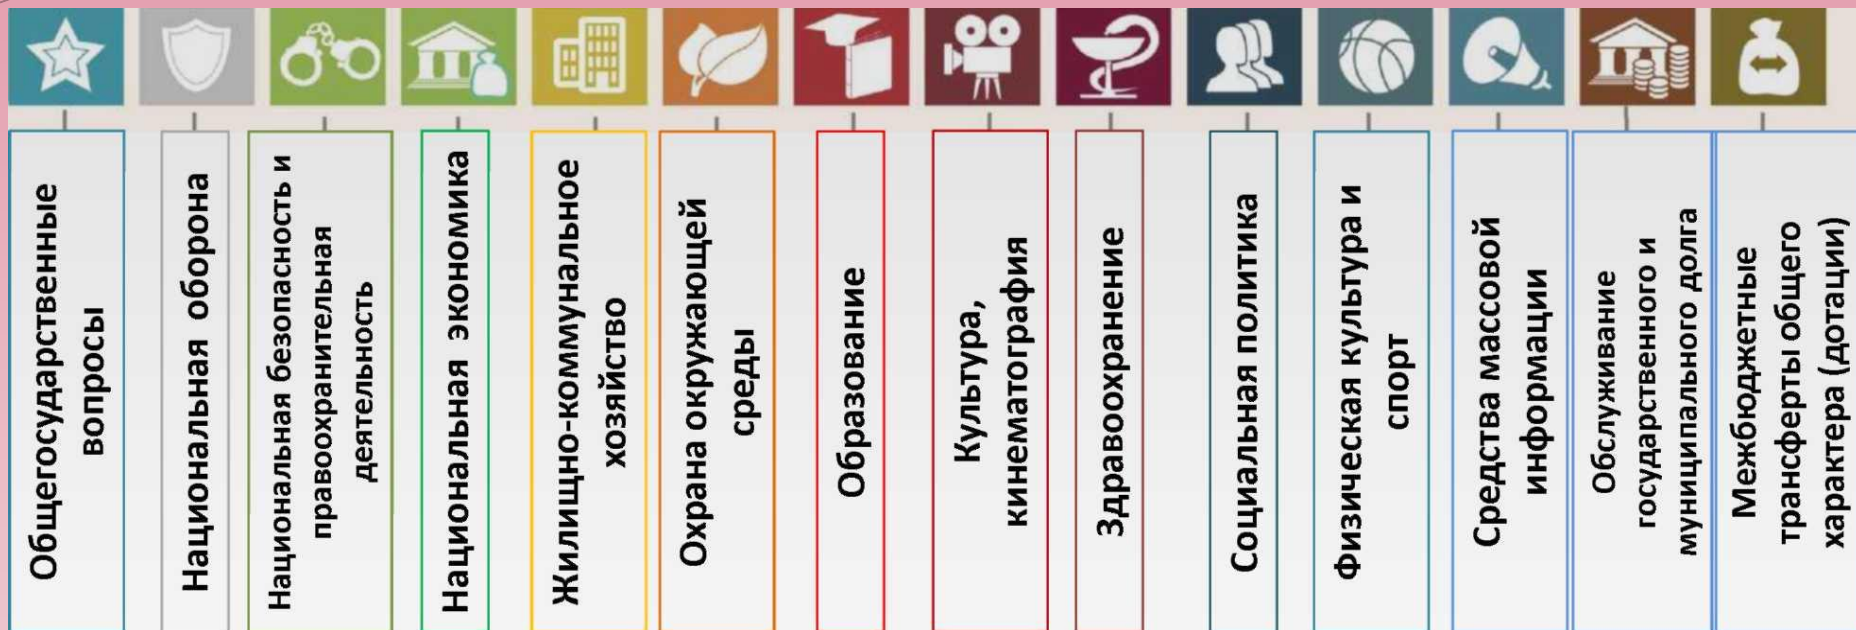 Общегосударственные
вопросы
Национальная оборона
Национальная безопасность и
правоохранительная
деятельность
Национальная экономика
Жилищно-коммунальное
хозяйство
Охрана окружающей
среды
Образование
Культура,
кинематография
Здравоохранение
Социальная политика
Физическая культура и
спорт
Средства массовой
информации
Обслуживание
государственного и
муниципального долга
Межбюджетные
трансферты общего
характера (дотации)